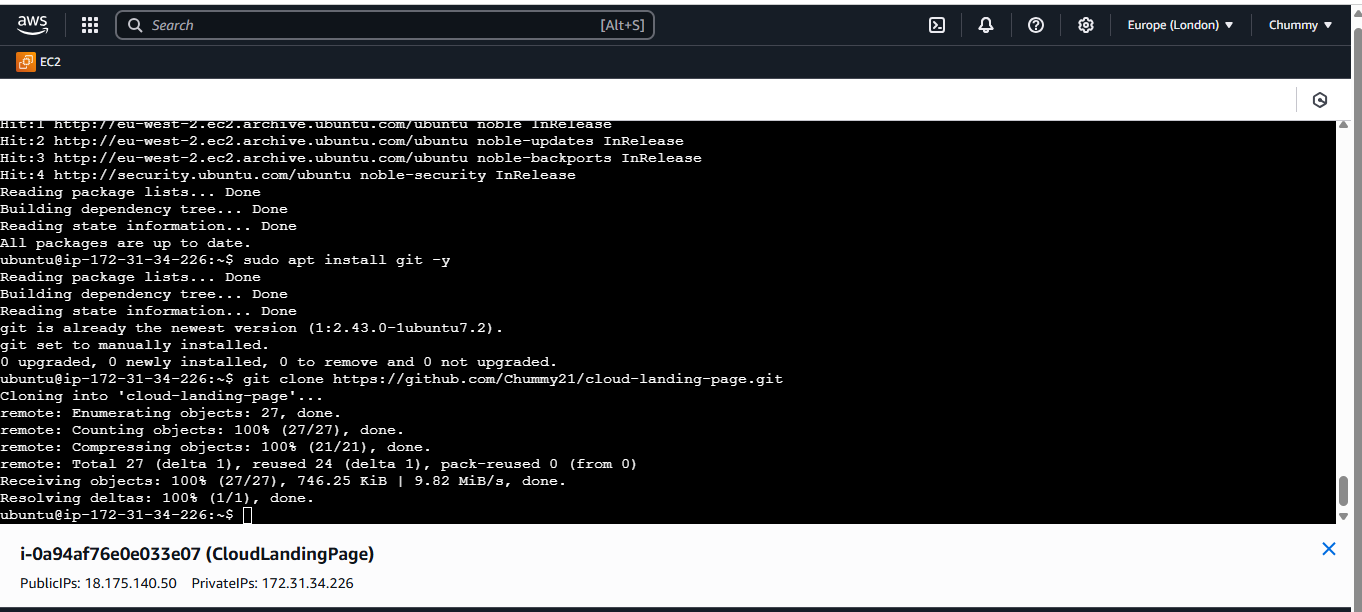 aws
Search [Alt+S]
Europe (London)
Chummy
EC2
Hit:1 http://eu-west-2.ec2.archive.ubuntu.com/ubuntu noble InRelease
Hit:2 http://eu-west-2.ec2.archive.ubuntu.com/ubuntu noble-updates InRelease
Hit:3 http://eu-west-2.ec2.archive.ubuntu.com/ubuntu noble-backports InRelease
Hit:4 http://security.ubuntu.com/ubuntu noble-security InRelease
Reading package lists... Done
Building dependency tree... Done
Reading state information... Done
All packages are up to date.
ubuntu@ip-172-31-34-226:~$ sudo apt install git -y
Reading package lists... Done
Building dependency tree... Done
Reading state information... Done
git is already the newest version (1:2.43.0-1ubuntu7.2).
git set to manually installed.
0 upgraded, 0 newly installed, 0 to remove and 0 not upgraded.
ubuntu@ip-172-31-34-226:~$ git clone https://github.com/Chummy21/cloud-landing-page.git
Cloning into 'cloud-landing-page'...
remote: Enumerating objects: 27, done.
remote: Counting objects: 100% (27/27), done.
remote: Compressing objects: 100% (21/21), done.
remote: Total 27 (delta 1), reused 24 (delta 1), pack-reused 0 (from 0)
Receiving objects: 100% (27/27), 746.25 KiB | 9.82 MiB/s, done.
Resolving deltas: 100% (1/1), done.
ubuntu@ip-172-31-34-226:~$
i-0a94af76e0e033e07 (CloudLandingPage)
PublicIPs: 18.175.140.50 PrivateIPs: 172.31.34.226